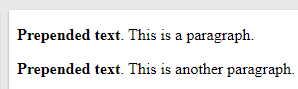 Prepended text. This is a paragraph.
Prepended text. This is another paragraph.